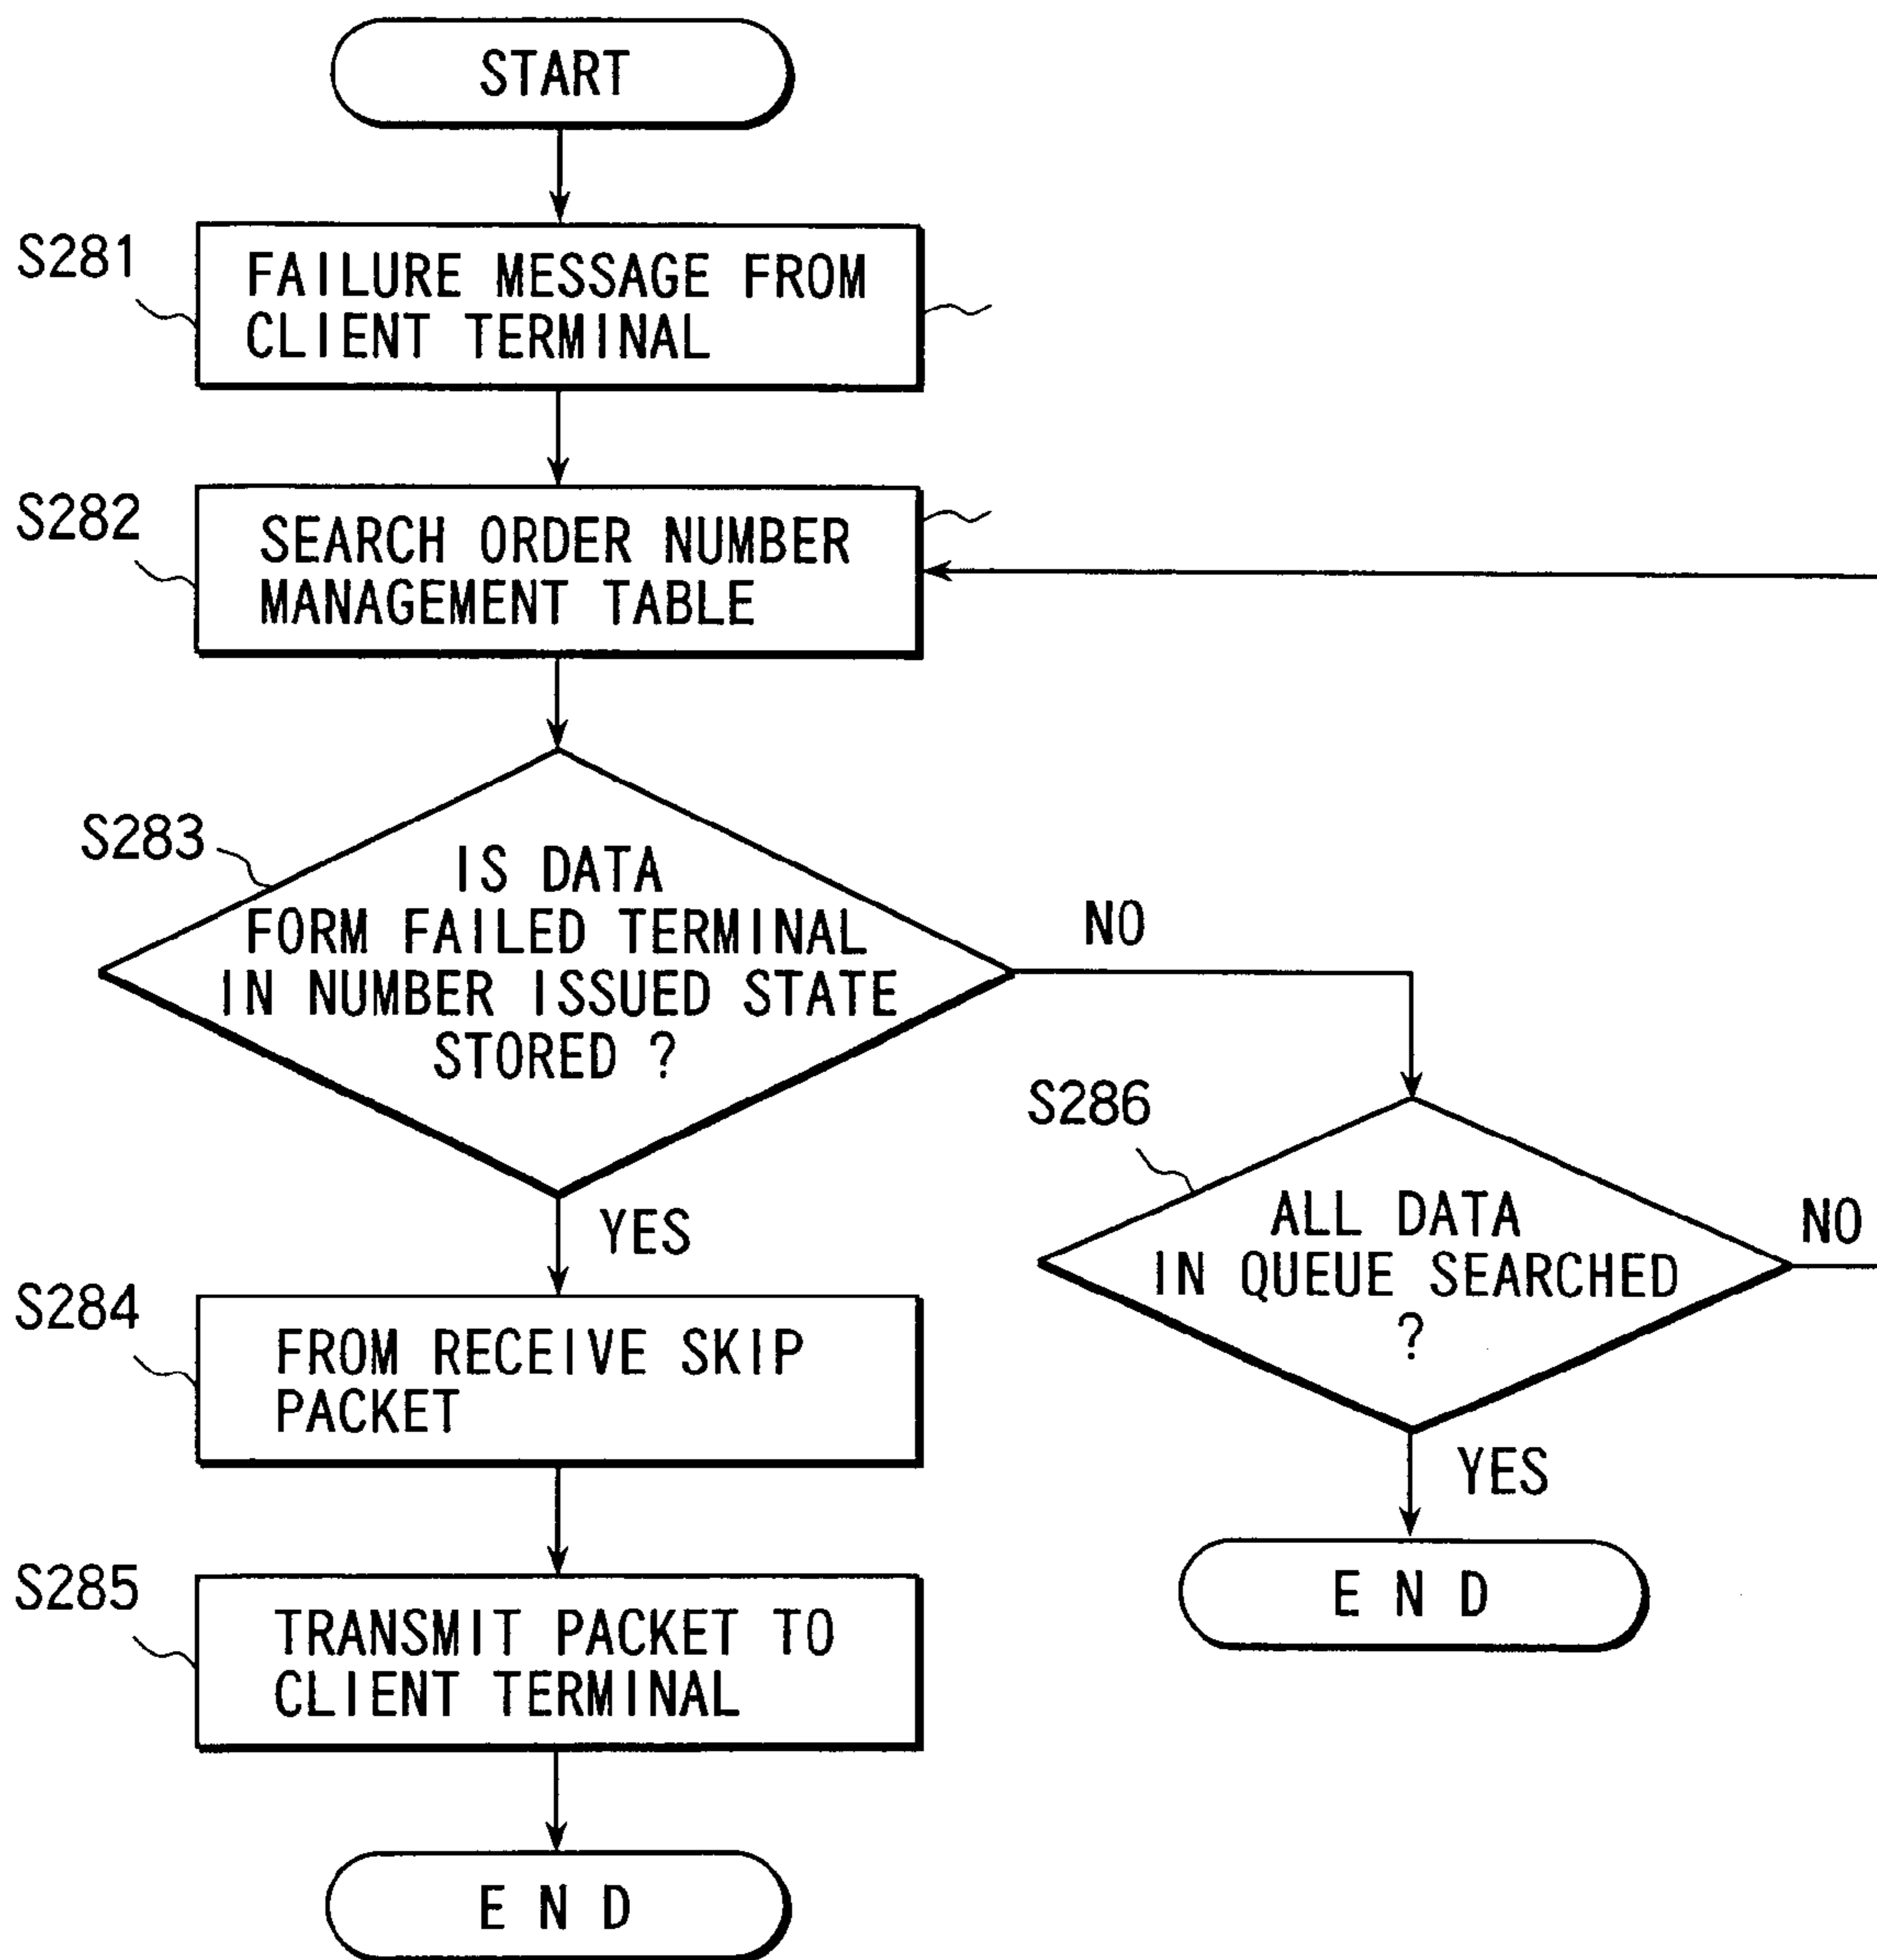 START
S281
FAILURE MESSAGE FROM
CLIENT TERMINAL
S282
SEARCH ORDER NUMBER
MANAGEMENT TABLE
S283
IS DATA
FORM FAILED TERMINAL
IN NUMBER ISSUED STATE
STORED ?
NO
YES
S286
ALL DATA
IN QUEUE SEARCHED
?
NO
YES
END
S284
FROM RECEIVE SKIP
PACKET
S285
TRANSMIT PACKET TO
CLIENT TERMINAL
END